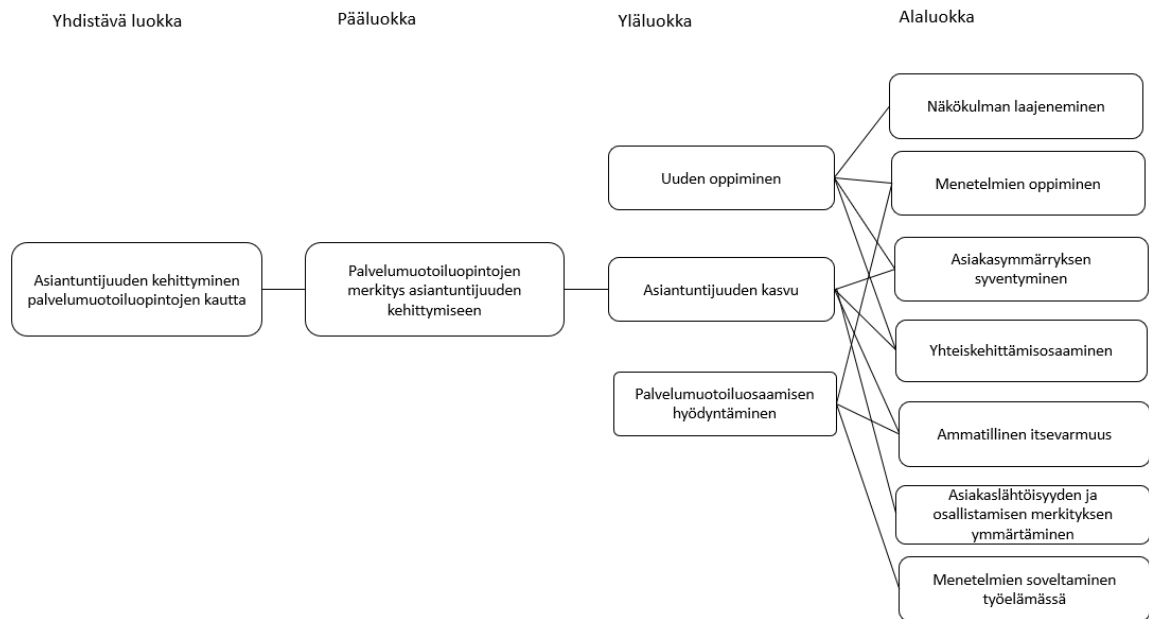 Yhdistävä luokka
Pääluokka
Yläluokka
Alaluokka
Asiantuntijuuden kehittyminen
palvelumuotoiluopintojen kautta
Palvelumuotoiluopintojen
merkitys asiantuntijuuden
kehittymiseen
Uuden oppiminen
Asiantuntijuuden kasvu
Palvelumuotoiluosaamisen
hyödyntäminen
Näkökulman laajeneminen
Menetelmien oppiminen
Asiakasymmärryksen
syventyminen
Yhteiskehittämisosaaminen
Ammatillinen itsevarmuus
Asiakaslähtöisyyden ja
osallistamisen merkityksen
ymmärtäminen
Menetelmien soveltaminen
työelämässä